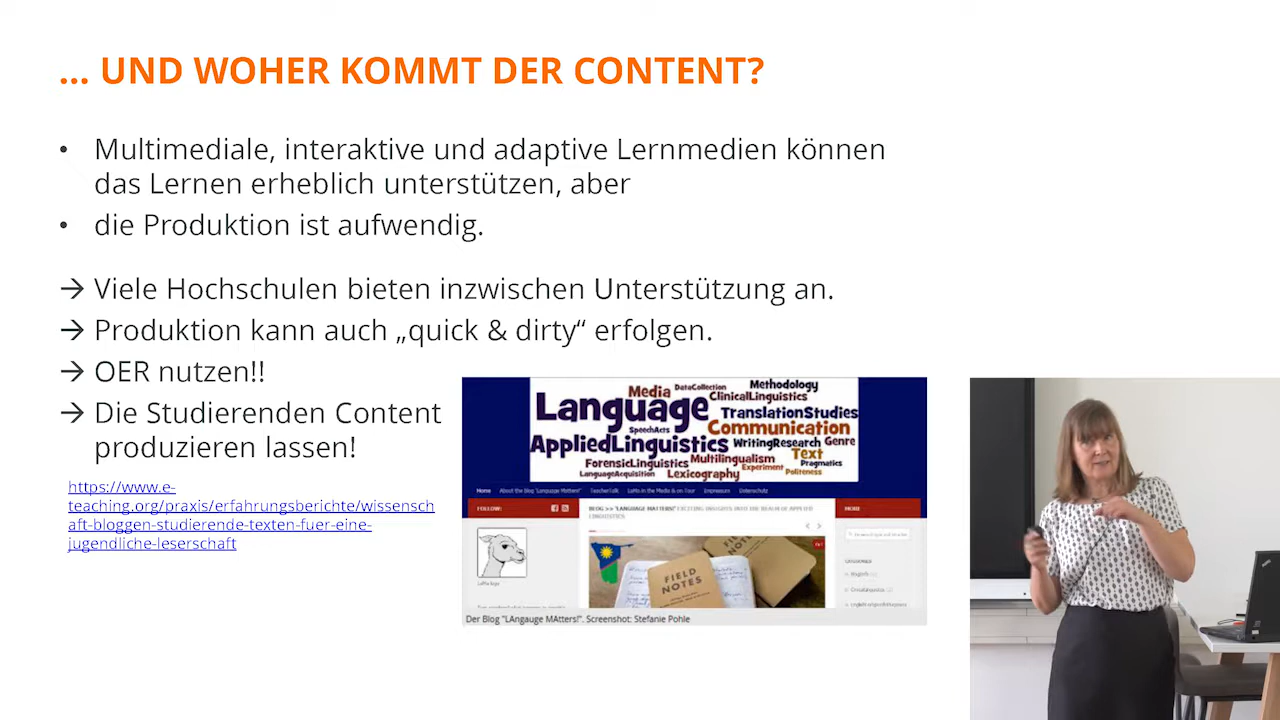 ... UND WOHER KOMMT DER CONTENT?
• Multimediale, interaktive und adaptive Lernmedien können
das Lernen erheblich unterstützen, aber
• die Produktion ist aufwendig.
→ Viele Hochschulen bieten inzwischen Unterstützung an.
→ Produktion kann auch „quick & dirty“ erfolgen.
→ OER nutzen!!
→ Die Studierenden Content
produzieren lassen!
https://www.e-
teaching.org/praxis/erfahrungsberichte/wissensch
aft-bloggen-studierende-texten-fuer-eine-
jugendliche-leserschaft
Media DataCollection Methodology
ClinicalLinguistics
Language TranslationStudies
SpeechActs Communication
AppliedLinguistics WritingResearch Genre
Text
ForensicLinguistics Multilingualism Pragmatics
LanguageAcquisition Lexicography Experiment Politeness
Home About the Blog "Language Matters!" TeacherTalk LaMa in the Media & on Tour Impressum Datenschutz
FOLLOW:
BLOG >> "LANGUAGE MATTERS!" EXCITING INSIGHTS INTO THE REALM OF APPLIED
LINGUISTICS
MENU
FIELD
NOTES
LaMa logo
Der Blog "LAngauge MAtters!". Screenshot: Stefanie Pohle